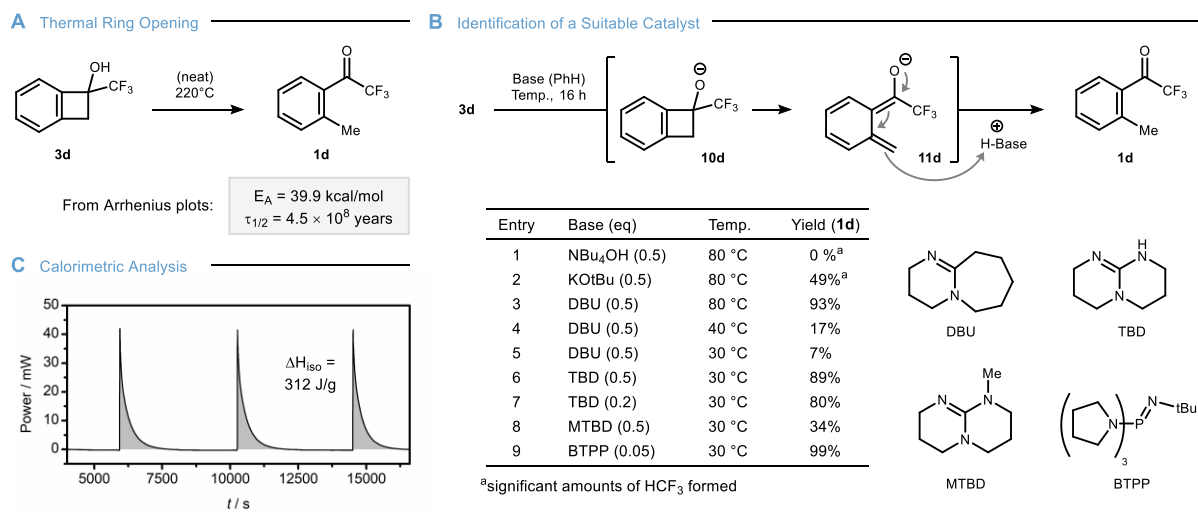 A Thermal Ring Opening
OH
CF3
3d
(neat)
220°C
O
CF3
Me
1d
From Arrhenius plots:
EA = 39.9 kcal/mol
τ1/2 = 4.5 × 10⁸ years
B Identification of a Suitable Catalyst
3d
Base (PhH)
Temp., 16 h
⊖
O
CF3
10d
⊖
O
CF3
11d
⊕
H-Base
O
CF3
Me
1d
Entry Base (eq) Temp. Yield (1d)
1 NBu4OH (0.5) 80 °C 0 %a
2 KOtBu (0.5) 80 °C 49%a
3 DBU (0.5) 80 °C 93%
4 DBU (0.5) 40 °C 17%
5 DBU (0.5) 30 °C 7%
6 TBD (0.5) 30 °C 89%
7 TBD (0.2) 30 °C 80%
8 MTBD (0.5) 30 °C 34%
9 BTPP (0.05) 30 °C 99%
asignificant amounts of HCF3 formed
N
N
DBU
H
N
N
N
TBD
Me
N
N
N
MTBD
N
P
N
tBu
3
BTPP
C Calorimetric Analysis
Power / mW
50
40
30
20
10
0
ΔHiso =
312 J/g
5000 7500 10000 12500 15000
t / s